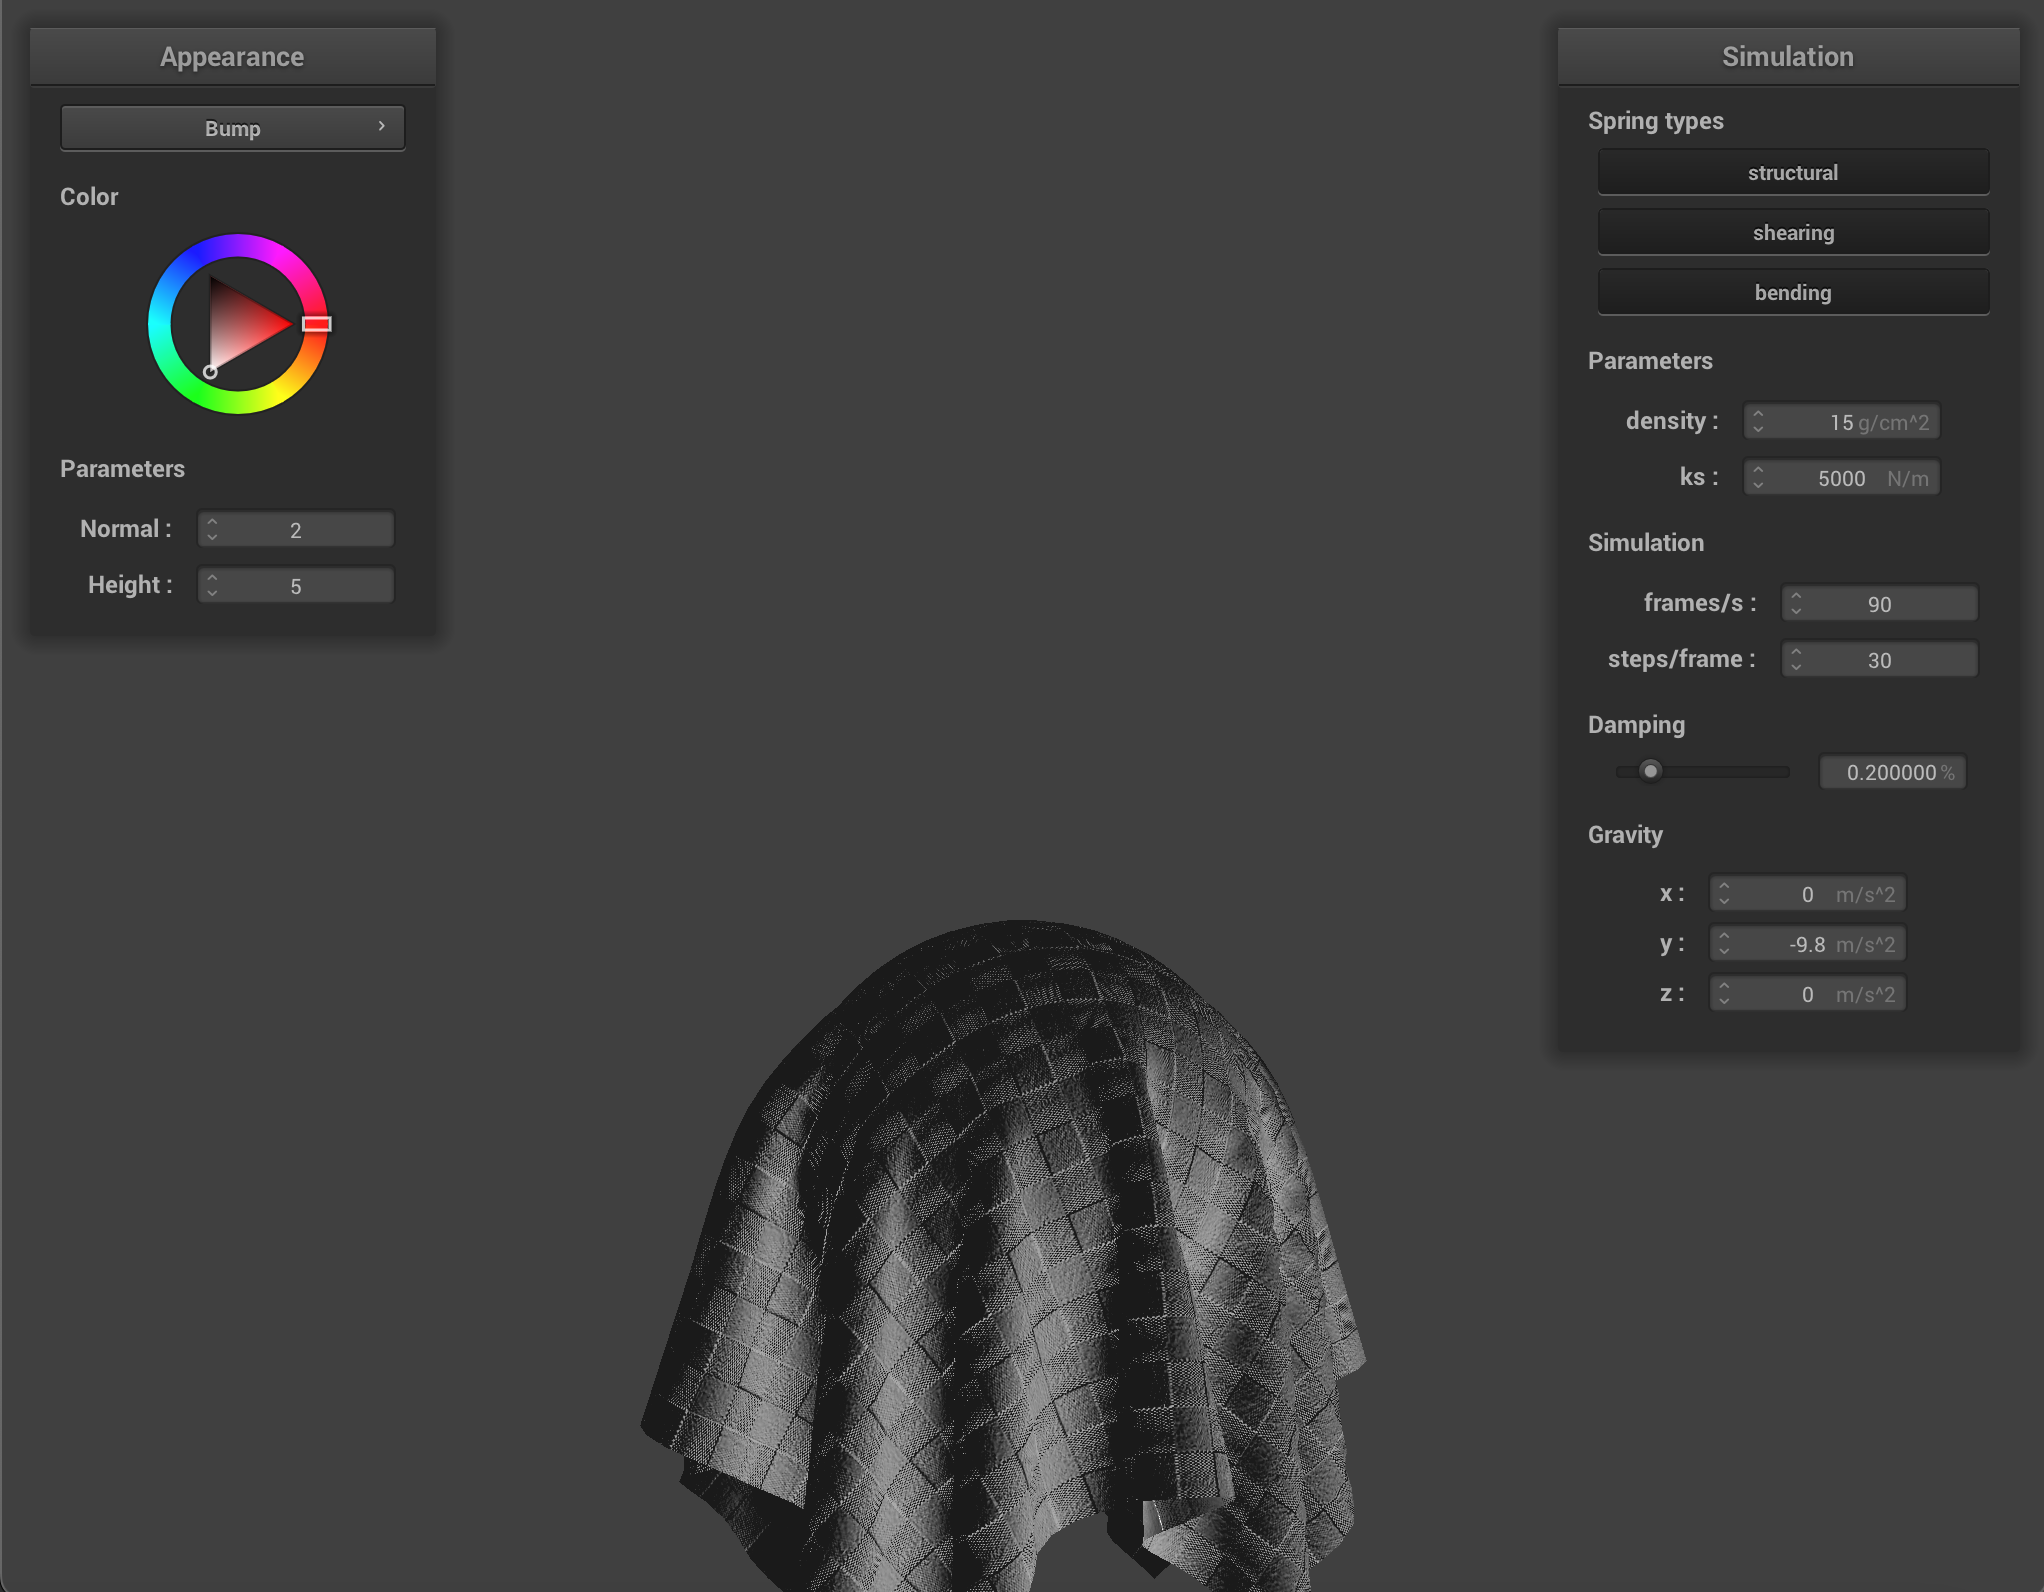 Appearance
Bump
Color
Parameters
Normal : 2
Height : 5
Simulation
Spring types
structural
shearing
bending
Parameters
density : 15 g/cm^2
ks : 5000 N/m
Simulation
frames/s : 90
steps/frame : 30
Damping
0.200000 %
Gravity
x : 0 m/s^2
y : -9.8 m/s^2
z : 0 m/s^2